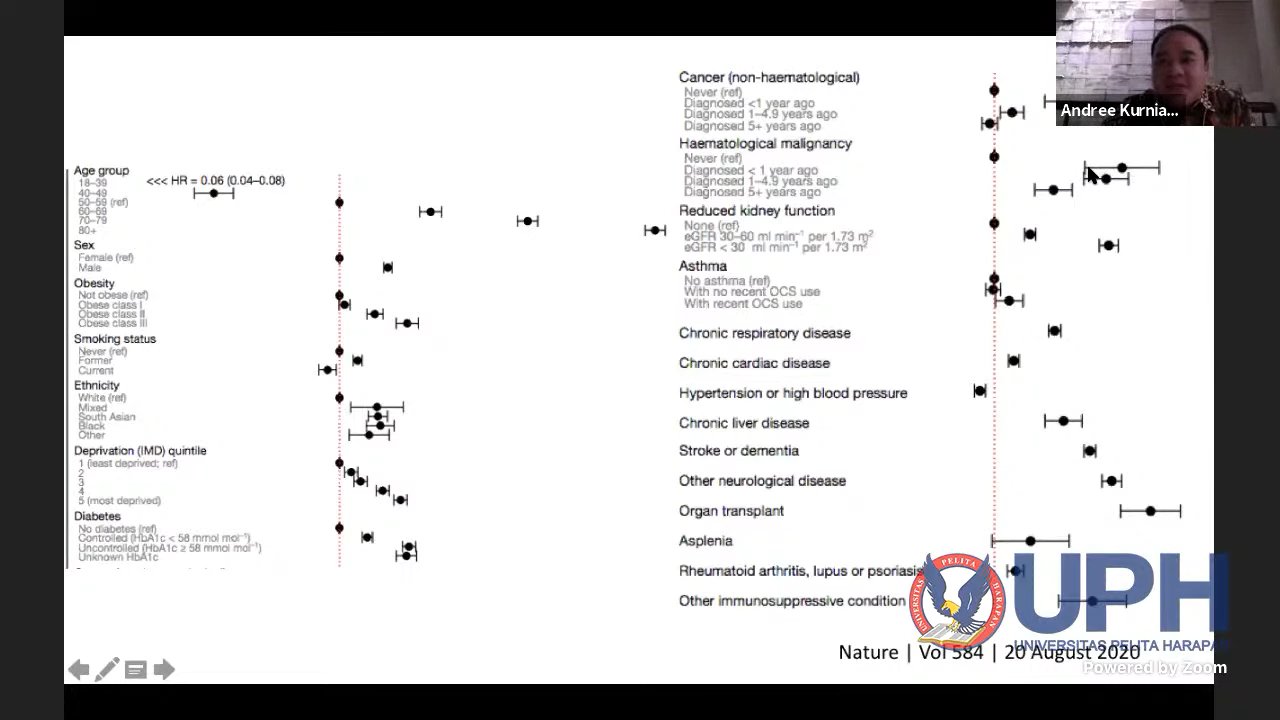 Age group
<<< HR = 0.06 (0.04–0.08)
18–39
40–49
50–59 (ref)
60–69
70–79
80+
Sex
Female (ref)
Male
Obesity
Not obese (ref)
Obese class I
Obese class II
Obese class III
Smoking status
Never (ref)
Former
Current
Ethnicity
White (ref)
Mixed
South Asian
Black
Other
Deprivation (IMD) quintile
1 (least deprived; ref)
2
3
4
5 (most deprived)
Diabetes
No diabetes (ref)
Controlled (HbA1c < 58 mmol mol⁻¹)
Uncontrolled (HbA1c ≥ 58 mmol mol⁻¹)
Unknown HbA1c
Cancer (non-haematological)
Never (ref)
Diagnosed <1 year ago
Diagnosed 1–4.9 years ago
Diagnosed 5+ years ago
Haematological malignancy
Never (ref)
Diagnosed < 1 year ago
Diagnosed 1–4.9 years ago
Diagnosed 5+ years ago
Reduced kidney function
None (ref)
eGFR 30–60 ml min⁻¹ per 1.73 m²
eGFR < 30 ml min⁻¹ per 1.73 m²
Asthma
No asthma (ref)
With no recent OCS use
With recent OCS use
Chronic respiratory disease
Chronic cardiac disease
Hypertension or high blood pressure
Chronic liver disease
Stroke or dementia
Other neurological disease
Organ transplant
Asplenia
Rheumatoid arthritis, lupus or psoriasis
Other immunosuppressive condition
Nature | Vol 584 | 20 August 2020
Andree Kurnia...
UNIVERSITAS PELITA HARAPAN
UPH
UNIVERSITAS PELITA HARAPAN
Powered by Zoom